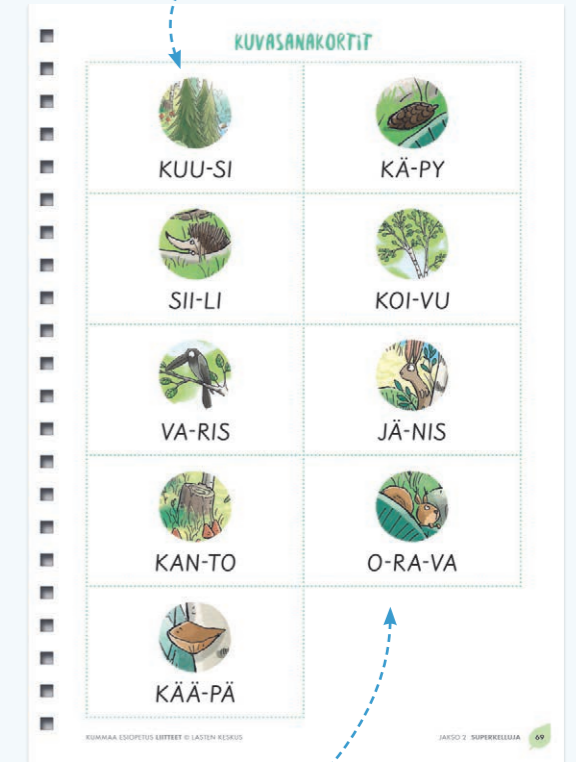 KUVASANAKORTIT
KUU-SI
KÄ-PY
SII-LI
KOI-VU
VA-RIS
JÄ-NIS
KAN-TO
O-RA-VA
KÄÄ-PÄ
KUMMAA ESIOPETUS LIITTEET © LASTEN KESKUS
JAKSO 2 SUPERKELLUJA 69